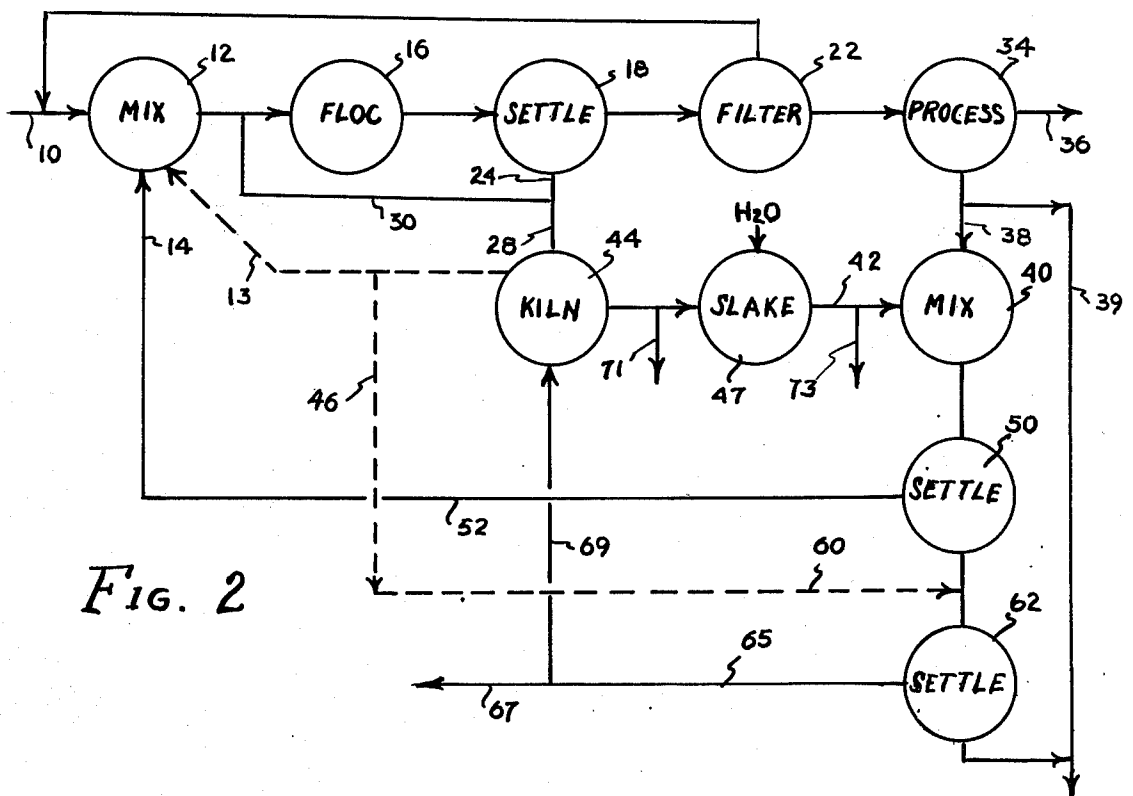 12
16
18
22
34
MIX
FLOC
SETTLE
FILTER
PROCESS
10
36
24
30
H2O
38
14
28
44
42
13
40
39
KILN
SLAKE
MIX
71
47
73
46
50
SETTLE
52
69
60
62
FIG. 2
65
SETTLE
67